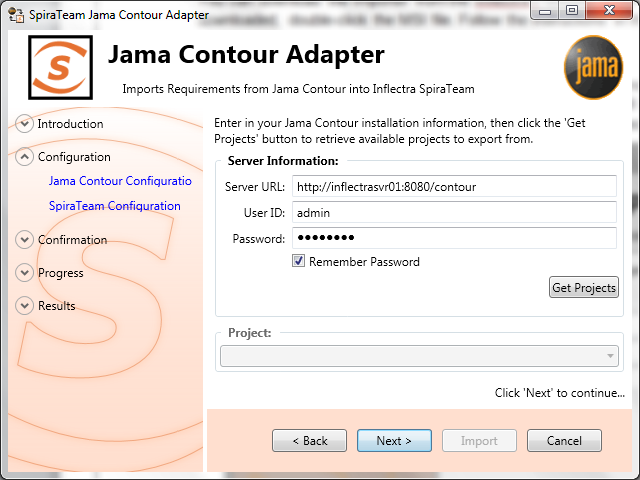 SpiraTeam Jama Contour Adapter
Jama Contour Adapter
jama
Imports Requirements from Jama Contour into Inflectra SpiraTeam
Introduction
Configuration
Jama Contour Configuratio
SpiraTeam Configuration
Confirmation
Progress
Results
Enter in your Jama Contour installation information, then click the 'Get
Projects' button to retrieve available projects to export from.
Server Information:
Server URL: http://inflectrasvr01:8080/contour
User ID: admin
Password: ●●●●●●●●
Remember Password
Get Projects
Project:
Click 'Next' to continue...
< Back Next > Import Cancel